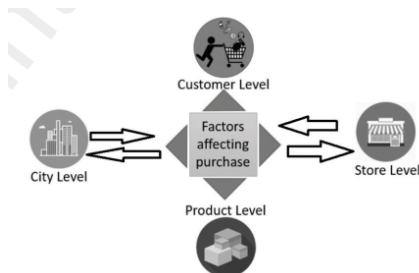 Customer Level
Factors
affecting
purchase
City Level
Store Level
Product Level